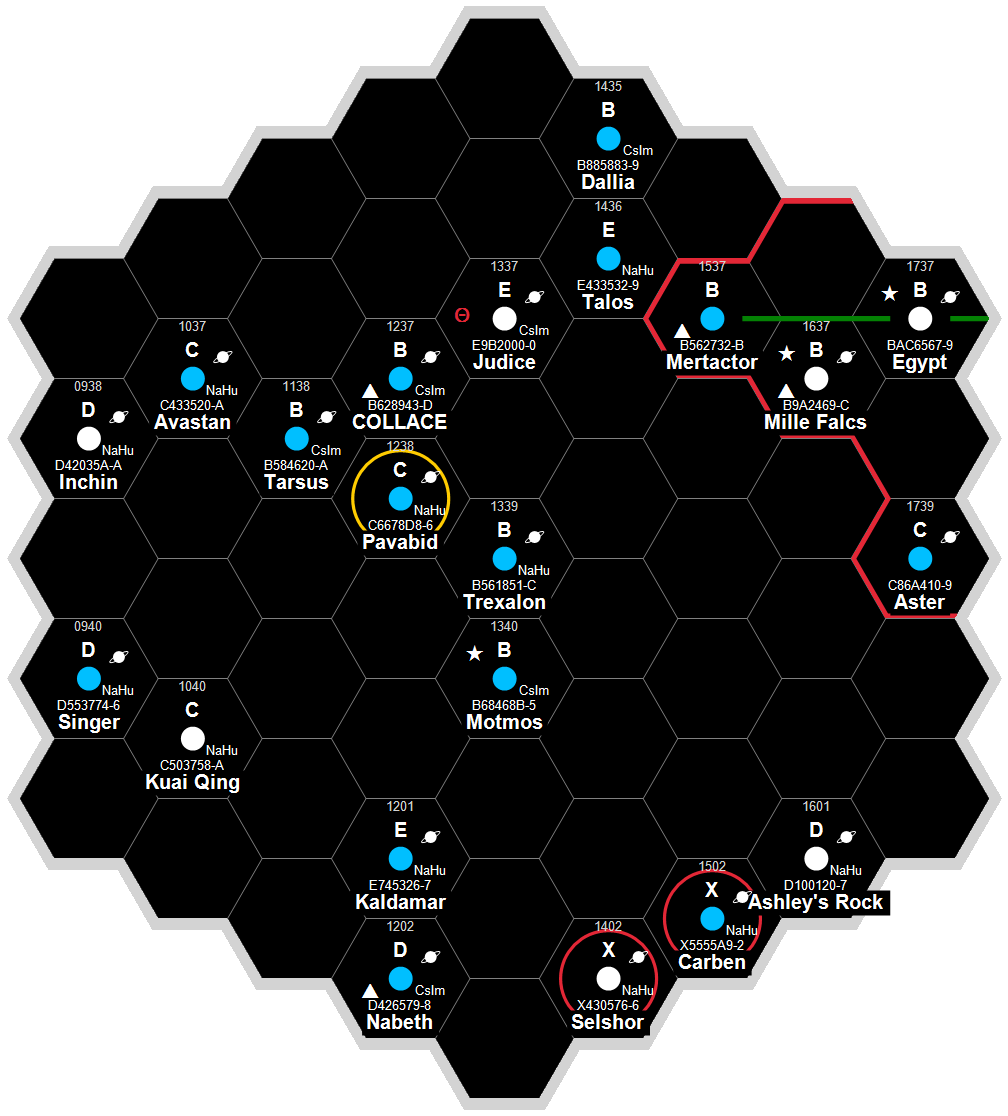 1435
B
CsIm
B885883-9
Dallia
1436
E
NaHu
E433532-9
Talos
1337
E
CsIm
E9B2000-0
Judice
Θ
1537
B
B562732-B
Mertactor
1737
B
BAC6567-9
Egypt
1637
B
B9A2469-C
Mille Falcs
1037
C
NaHu
C433520-A
Avastan
1237
B
CsIm
B628943-D
COLLACE
0938
D
NaHu
D42035A-A
Inchin
1138
B
CsIm
B584620-A
Tarsus
1238
C
NaHu
C6678D8-6
Pavabid
1339
B
NaHu
B561851-C
Trexalon
1739
C
C86A410-9
Aster
0940
D
NaHu
D553774-6
Singer
1340
B
CsIm
B68468B-5
Motmos
1040
C
NaHu
C503758-A
Kuai Qing
1201
E
NaHu
E745326-7
Kaldamar
1601
D
NaHu
D100120-7
Ashley's Rock
1502
X
NaHu
X5555A9-2
Carben
1202
D
CsIm
D426579-8
Nabeth
1402
X
NaHu
X430576-6
Selshor